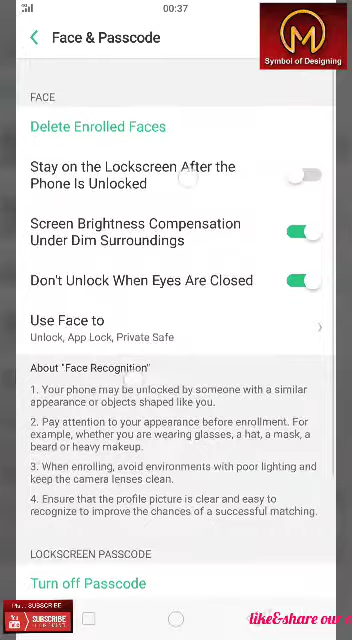 00:37
Face & Passcode
M
Symbol of Designing
FACE
Delete Enrolled Faces
Stay on the Lockscreen After the
Phone Is Unlocked
Screen Brightness Compensation
Under Dim Surroundings
Don't Unlock When Eyes Are Closed
Use Face to
Unlock, App Lock, Private Safe
About "Face Recognition"
1. Your phone may be unlocked by someone with a similar
appearance or objects shaped like you.
2. Pay attention to your appearance before enrollment. For
example, whether you are wearing glasses, a hat, a mask, a
beard or heavy makeup.
3. When enrolling, avoid environments with poor lighting and
keep the camera lenses clean.
4. Ensure that the profile picture is clear and easy to
recognize to improve the chances of a successful matching.
LOCKSCREEN PASSCODE
Turn off Passcode
SUBSCRIBE
SUBSCRIBE
like&share our